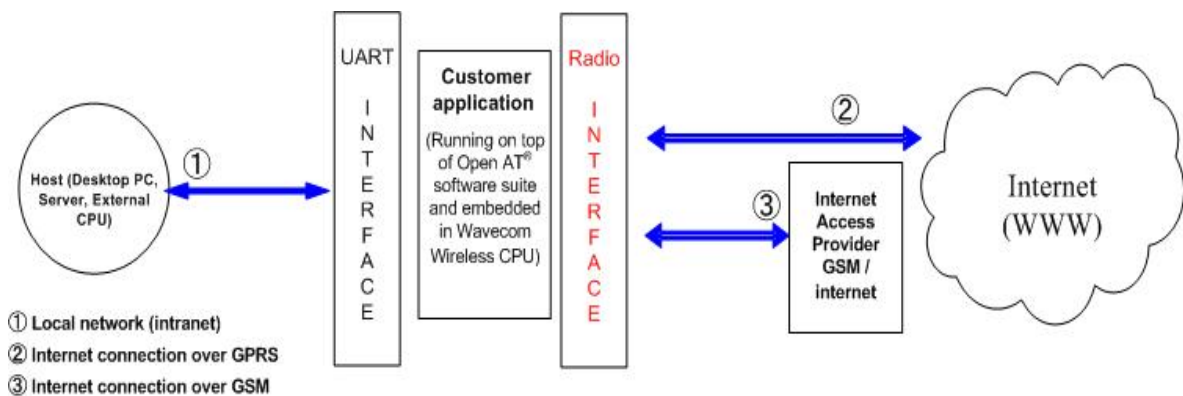 Host (Desktop PC,
Server, External
CPU)
①
UART
INTERFACE
Customer
application
(Running on top
of Open AT®
software suite
and embedded
in Wavecom
Wireless CPU)
Radio
INTERFACE
②
③
Internet
Access
Provider
GSM /
internet
Internet
(WWW)
① Local network (intranet)
② Internet connection over GPRS
③ Internet connection over GSM